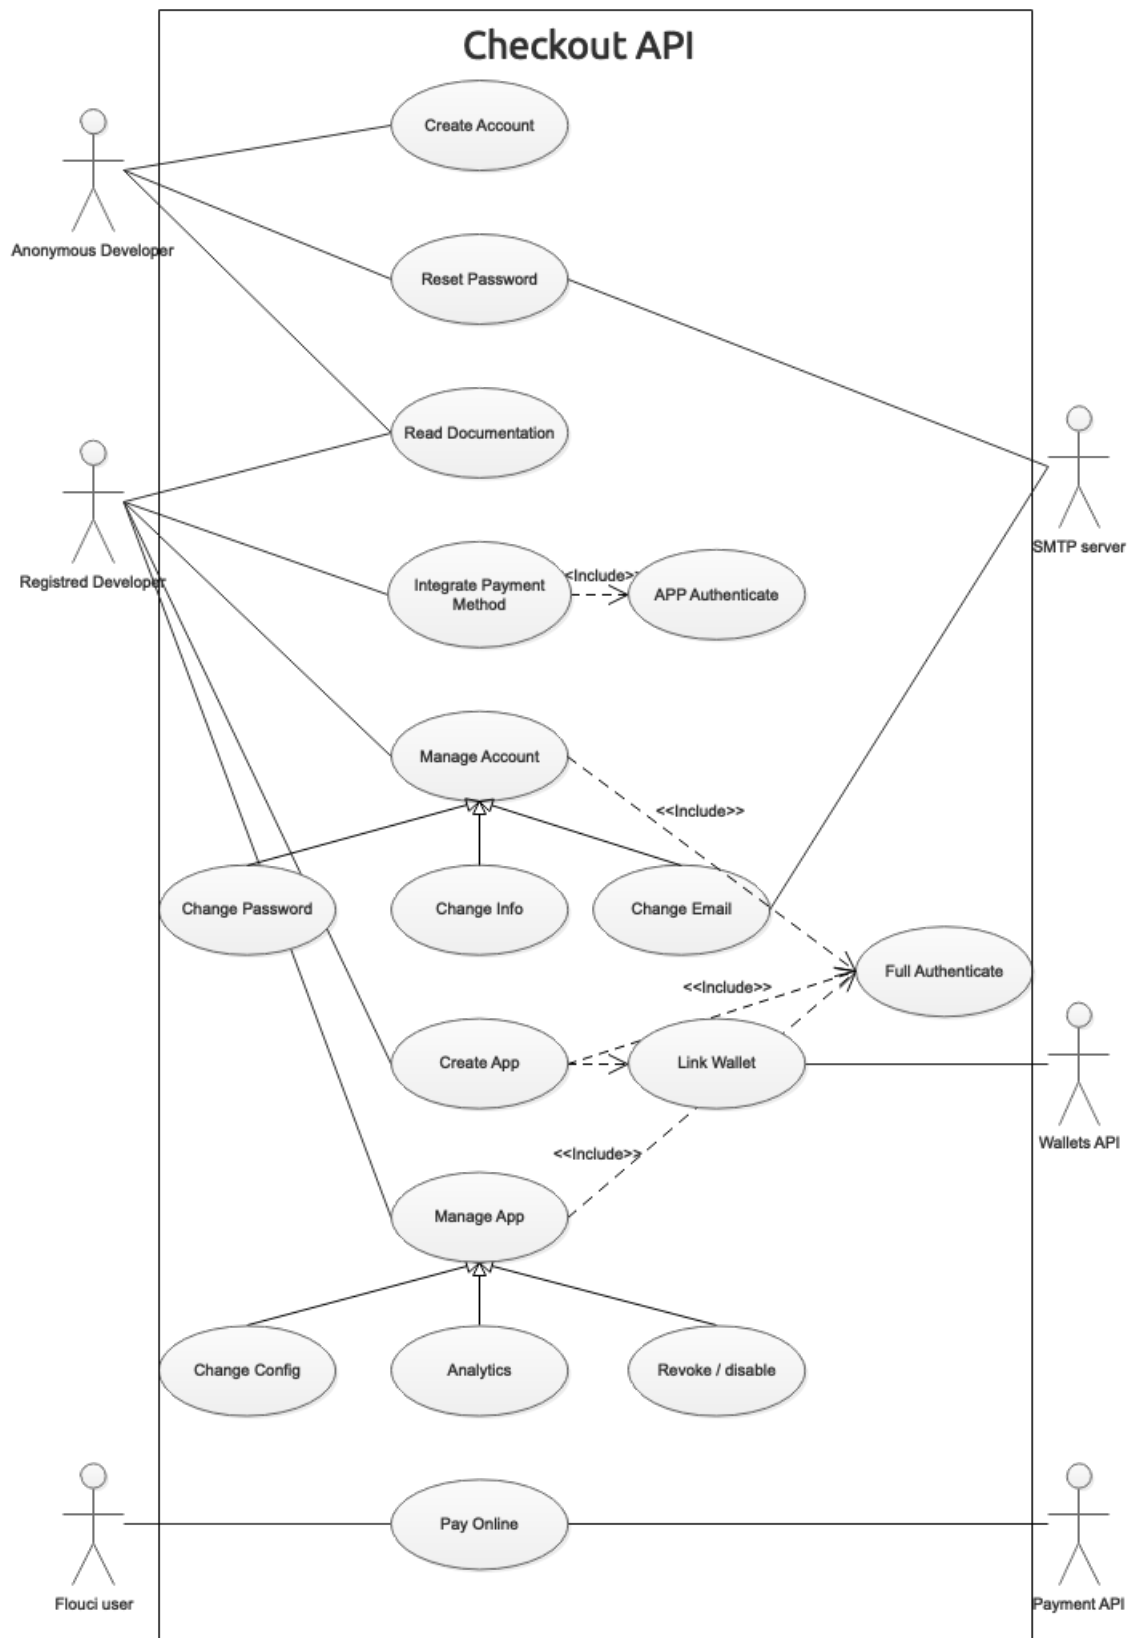 Checkout API
Create Account
Anonymous Developer
Reset Password
Read Documentation
SMTP server
Registred Developer
Integrate Payment
Method
<Include>
APP Authenticate
Manage Account
<<Include>>
Change Password
Change Info
Change Email
Full Authenticate
<<Include>>
Create App
Link Wallet
Wallets API
<<Include>>
Manage App
Change Config
Analytics
Revoke / disable
Pay Online
Flouci user
Payment API